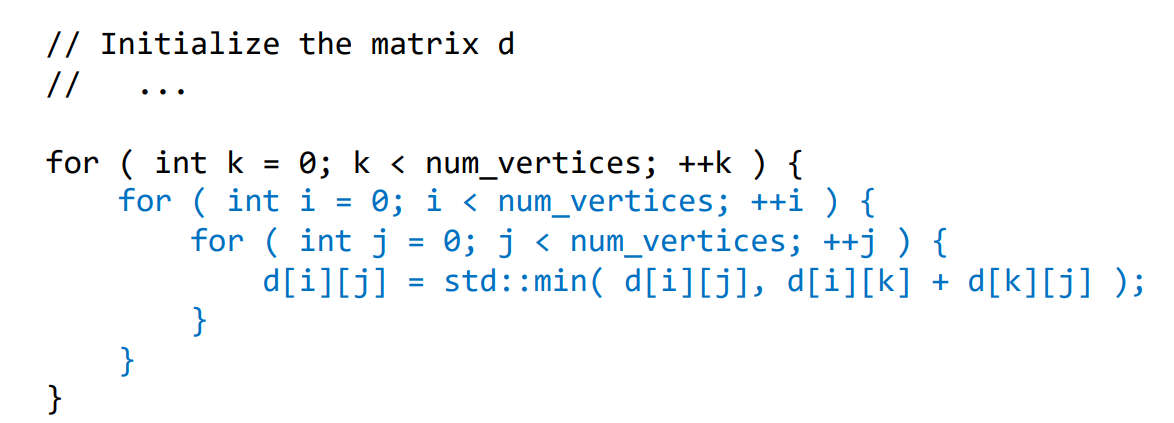 // Initialize the matrix d
//   ...
for ( int k = 0; k < num_vertices; ++k ) {
    for ( int i = 0; i < num_vertices; ++i ) {
        for ( int j = 0; j < num_vertices; ++j ) {
            d[i][j] = std::min( d[i][j], d[i][k] + d[k][j] );
        }
    }
}